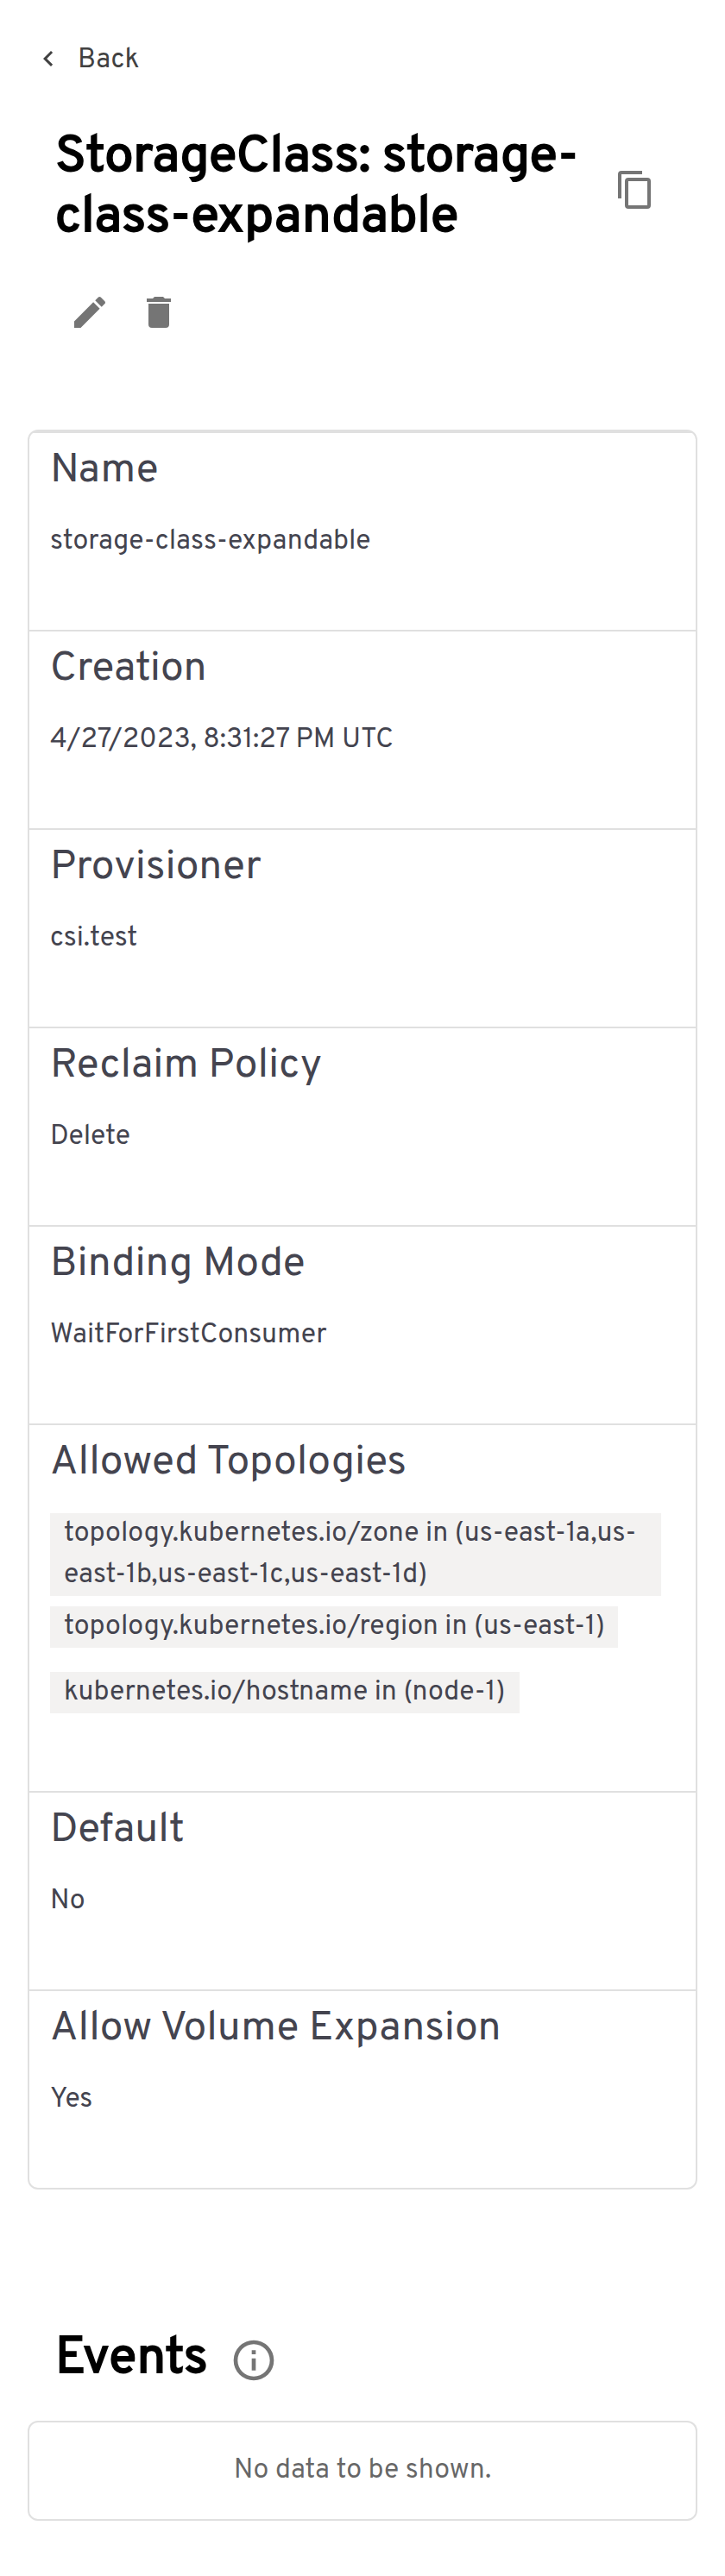 Back
StorageClass: storage-
class-expandable
Name
storage-class-expandable
Creation
4/27/2023, 8:31:27 PM UTC
Provisioner
csi.test
Reclaim Policy
Delete
Binding Mode
WaitForFirstConsumer
Allowed Topologies
topology.kubernetes.io/zone in (us-east-1a,us-
east-1b,us-east-1c,us-east-1d)
topology.kubernetes.io/region in (us-east-1)
kubernetes.io/hostname in (node-1)
Default
No
Allow Volume Expansion
Yes
Events
No data to be shown.